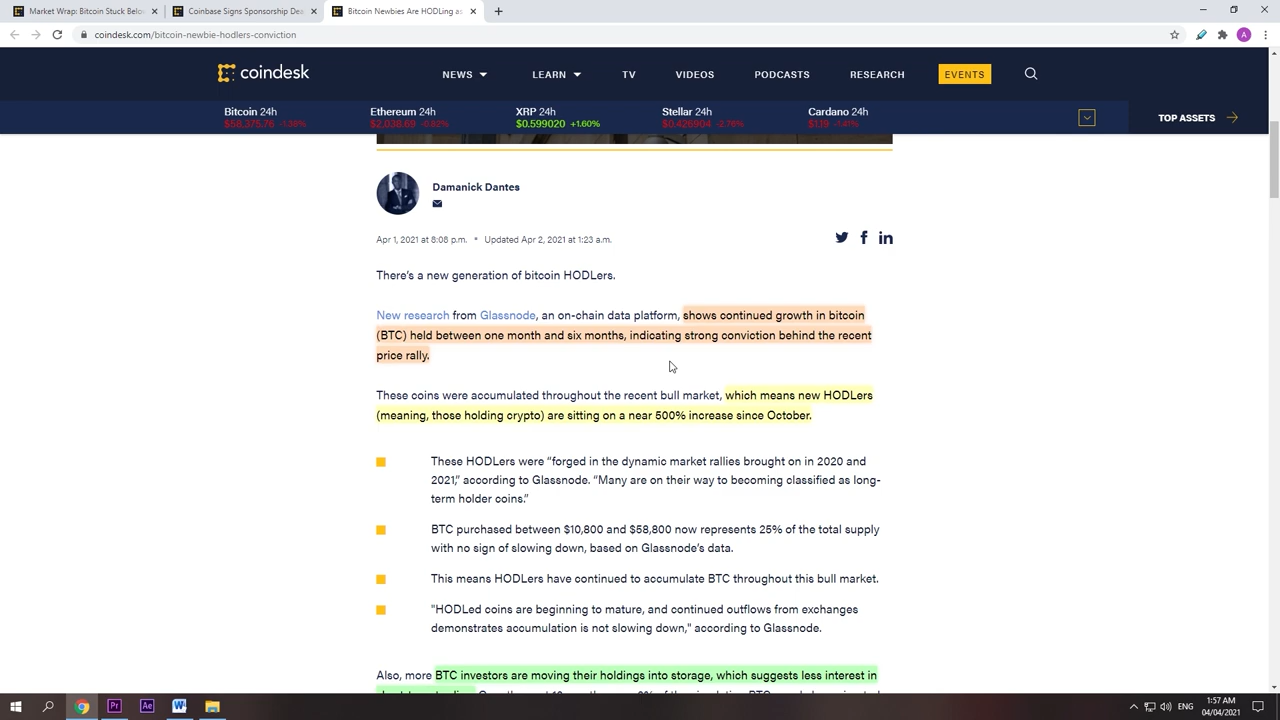 Market Wrap: Bitcoin Stuck Belo
Coinbase Signs Sponsorship Dea
Bitcoin Newbies Are HODLing as
coindesk.com/bitcoin-newbie-hodlers-conviction
A
coindesk
NEWS
LEARN
TV
VIDEOS
PODCASTS
RESEARCH
EVENTS
Bitcoin 24h
$58,375.76 -1.36%
Ethereum 24h
$2,038.69 -0.82%
XRP 24h
$0.599020 +1.60%
Stellar 24h
$0.426904 -2.76%
Cardano 24h
$1.19 -1.41%
TOP ASSETS
Damanick Dantes
Apr 1, 2021 at 8:08 p.m. • Updated Apr 2, 2021 at 1:23 a.m.
There's a new generation of bitcoin HODLers.
New research from Glassnode, an on-chain data platform, shows continued growth in bitcoin
(BTC) held between one month and six months, indicating strong conviction behind the recent
price rally.
These coins were accumulated throughout the recent bull market, which means new HODLers
(meaning, those holding crypto) are sitting on a near 500% increase since October.
These HODLers were “forged in the dynamic market rallies brought on in 2020 and
2021,” according to Glassnode. “Many are on their way to becoming classified as long-
term holder coins.”
BTC purchased between $10,800 and $58,800 now represents 25% of the total supply
with no sign of slowing down, based on Glassnode’s data.
This means HODLers have continued to accumulate BTC throughout this bull market.
"HODLed coins are beginning to mature, and continued outflows from exchanges
demonstrates accumulation is not slowing down," according to Glassnode.
Also, more BTC investors are moving their holdings into storage, which suggests less interest in
Pr
Ae
W
ENG
1:57 AM
04/04/2021